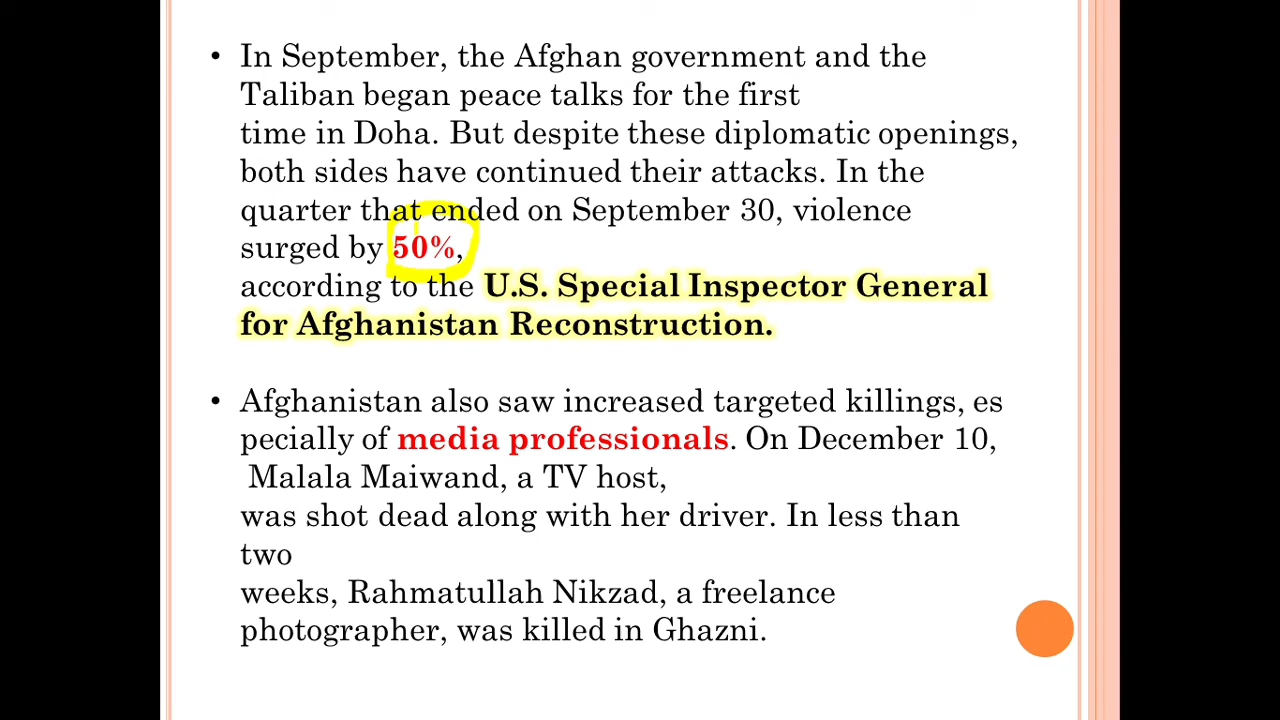 • In September, the Afghan government and the
Taliban began peace talks for the first
time in Doha. But despite these diplomatic openings,
both sides have continued their attacks. In the
quarter that ended on September 30, violence
surged by 50%,
according to the U.S. Special Inspector General
for Afghanistan Reconstruction.
• Afghanistan also saw increased targeted killings, es
pecially of media professionals. On December 10,
Malala Maiwand, a TV host,
was shot dead along with her driver. In less than
two
weeks, Rahmatullah Nikzad, a freelance
photographer, was killed in Ghazni.